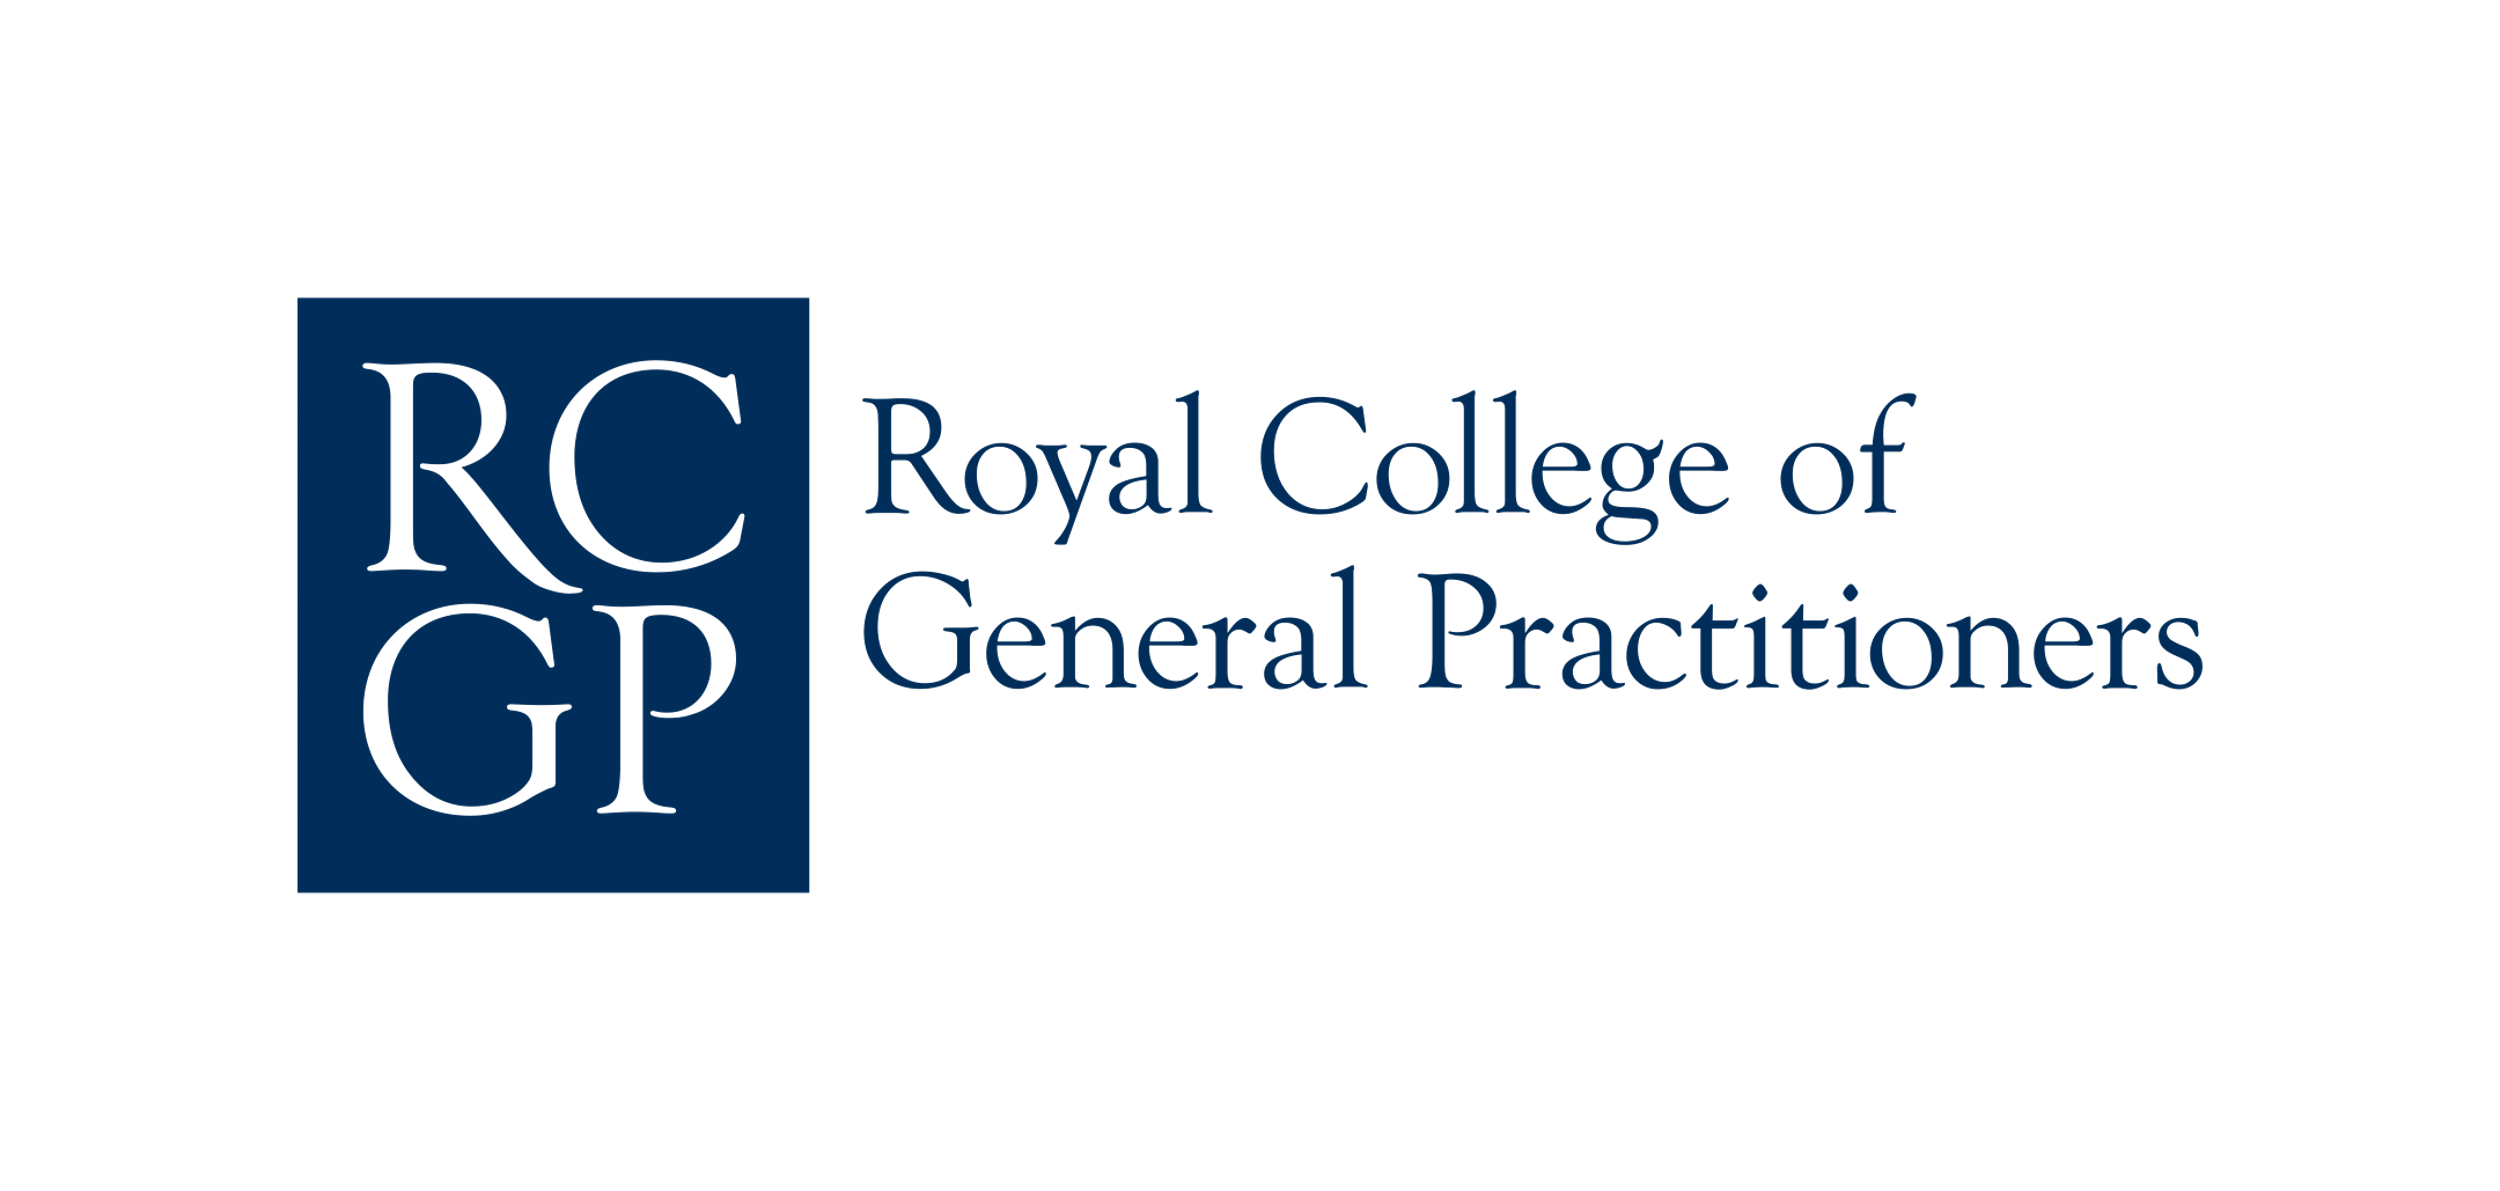 RC
GP
Royal College of
General Practitioners